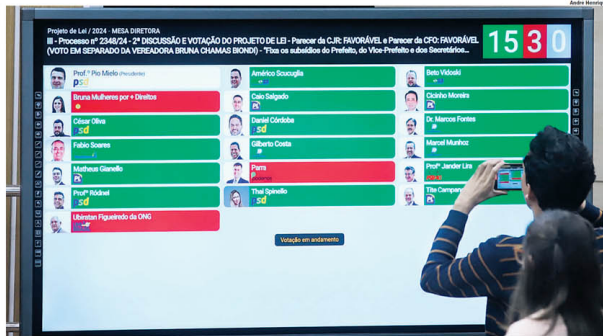 André Henriq
Projeto de Lei / 2024 - MESA DIRETORA
III - Processo nº 2348/24 - 2ª DISCUSSÃO E VOTAÇÃO DO PROJETO DE LEI - Parecer da CJR: FAVORÁVEL e Parecer da CFO: FAVORÁVEL
(VOTO EM SEPARADO DA VEREADORA BRUNA CHAMAS BIONDI) - "Fixa os subsídios do Prefeito, do Vice-Prefeito e dos Secretários...
15 3 0
Prof.º Pio Mielo (Presidente)
psd
Bruna Mulheres por + Direitos
César Oliva
psd
Fabio Soares
Matheus Gianello
Profº Ródnei
psd
Ubiratan Figueiredo da ONG
Américo Scucuglia
Caio Salgado
Daniel Córdoba
psd
Gilberto Costa
Parra
Thai Spinello
psd
Beto Vidoski
Cicinho Moreira
Dr. Marcos Fontes
Marcel Munhoz
Profº Jander Lira
Tite Campan
Votação em andamento